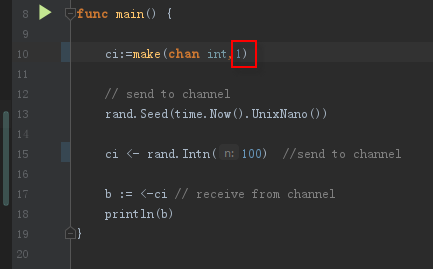 8 func main() {
9
10 ci:=make(chan int,1)
11
12 // send to channel
13 rand.Seed(time.Now().UnixNano())
14
15 ci <- rand.Intn( n: 100) //send to channel
16
17 b := <-ci // receive from channel
18 println(b)
19 }
20